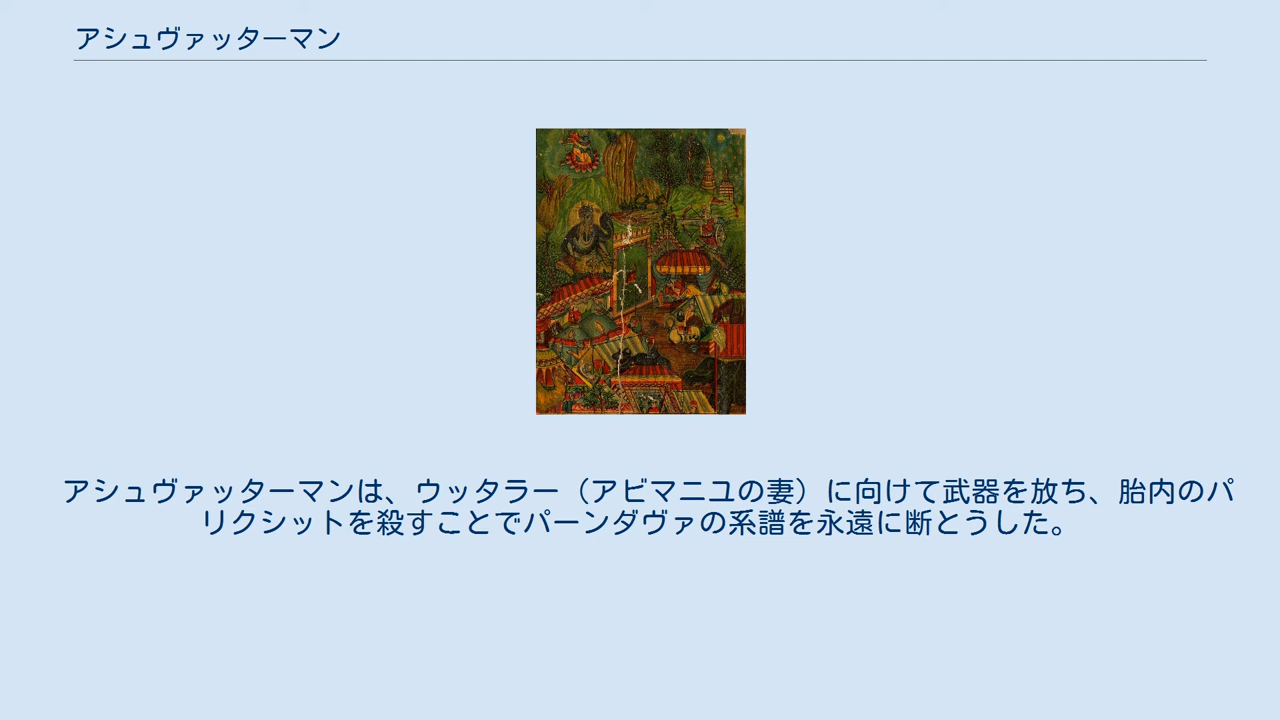 アシュヴァッターマン
アシュヴァッターマンは、ウッタラー（アビマニユの妻）に向けて武器を放ち、胎内のパ
リクシットを殺すことでパーンダヴァの系譜を永遠に断とうした。